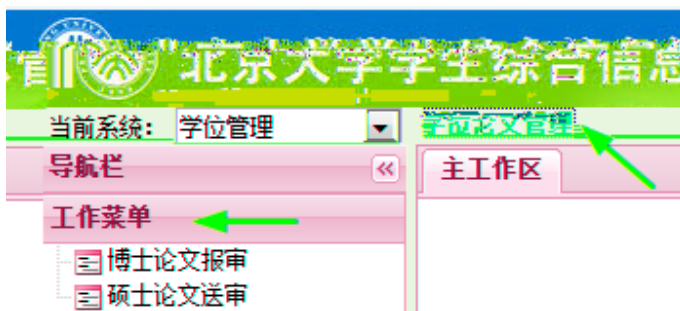 北京大学学生综合信息
当前系统： 学位管理 学位论文管理
导航栏 主工作区
工作菜单
博士论文报审
硕士论文送审